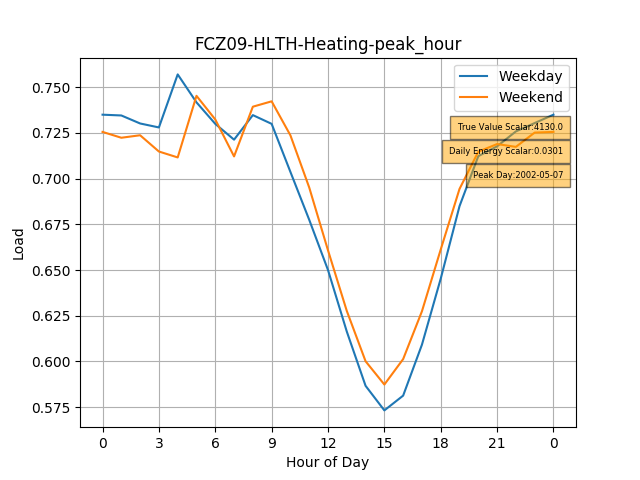 FCZ09-HLTH-Heating-peak_hour
Weekday
Weekend
True Value Scalar:4130.0
Daily Energy Scalar:0.0301
Peak Day:2002-05-07
0.750
0.725
0.700
0.675
0.650
0.625
0.600
0.575
Load
0 3 6 9 12 15 18 21 0
Hour of Day